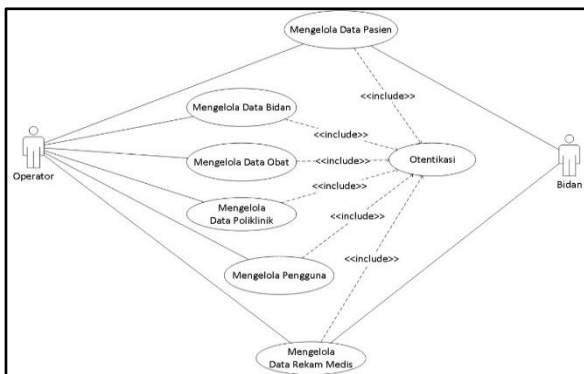 Mengelola Data Pasien
<<include>>
Mengelola Data Bidan
<<include>>
Mengelola Data Obat
<<include>>
Otentikasi
Operator
Bidan
<<include>>
Mengelola
Data Poliklinik
<<include>>
Mengelola Pengguna
<<include>>
Mengelola
Data Rekam Medis